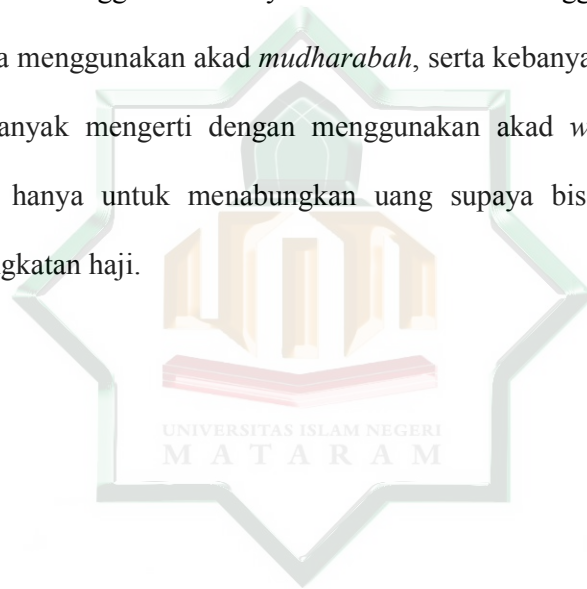 a menggunakan akad mudharabah, serta kebanya
anyak mengerti dengan menggunakan akad w
hanya untuk menabungkan uang supaya bis
gkatan haji.
UNIVERSITAS ISLAM NEGERI
MATARAM